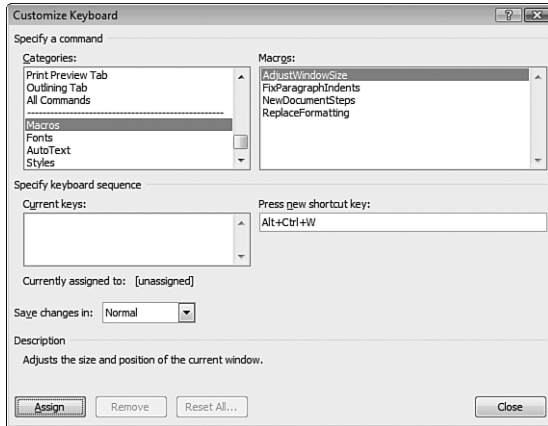 Customize Keyboard
Specify a command
Categories:
Print Preview Tab
Outlining Tab
All Commands
Macros
Fonts
AutoText
Styles
Macros:
AdjustWindowSize
FixParagraphIndents
NewDocumentSteps
ReplaceFormatting
Specify keyboard sequence
Current keys:
Press new shortcut key:
Alt+Ctrl+W
Currently assigned to: [unassigned]
Save changes in: Normal
Description
Adjusts the size and position of the current window.
Assign Remove Reset All... Close